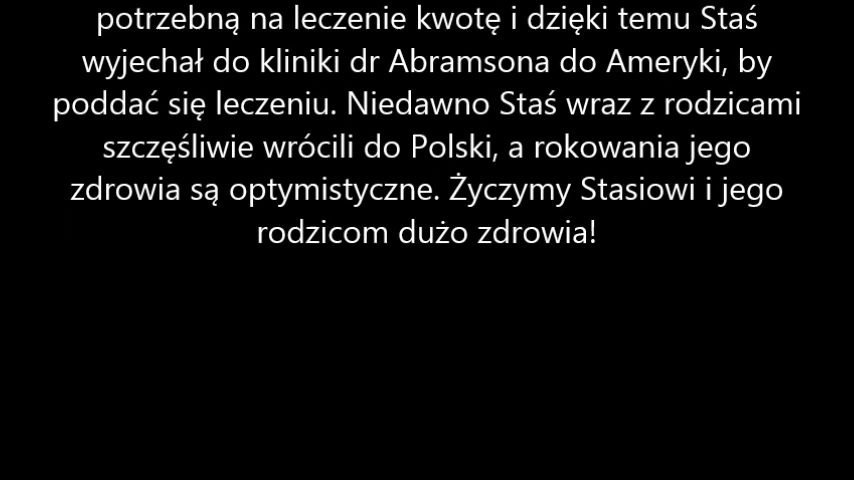 potrzebną na leczenie kwotę i dzięki temu Staś
wyjechał do kliniki dr Abramsona do Ameryki, by
poddać się leczeniu. Niedawno Staś wraz z rodzicami
szczęśliwie wrócili do Polski, a rokowania jego
zdrowia są optymistyczne. Życzymy Stasiowi i jego
rodzicom dużo zdrowia!